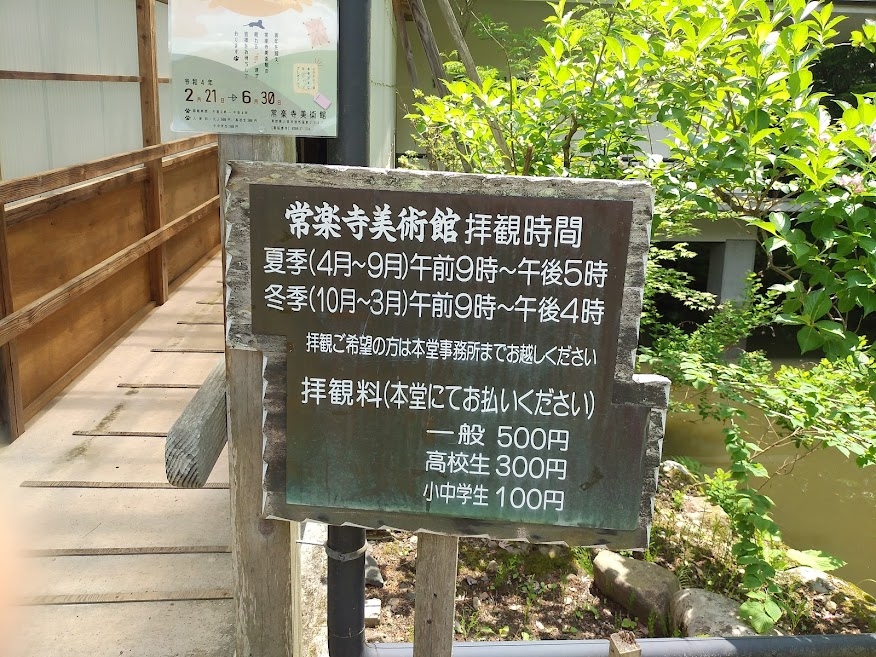 令和4年
2月21日→6月30日
常楽寺美術館
常楽寺美術館拝観時間
夏季(4月~9月)午前9時~午後5時
冬季(10月~3月)午前9時~午後4時
拝観ご希望の方は本堂事務所までお越しください
拝観料(本堂にてお払いください)
一般 500円
高校生 300円
小中学生 100円